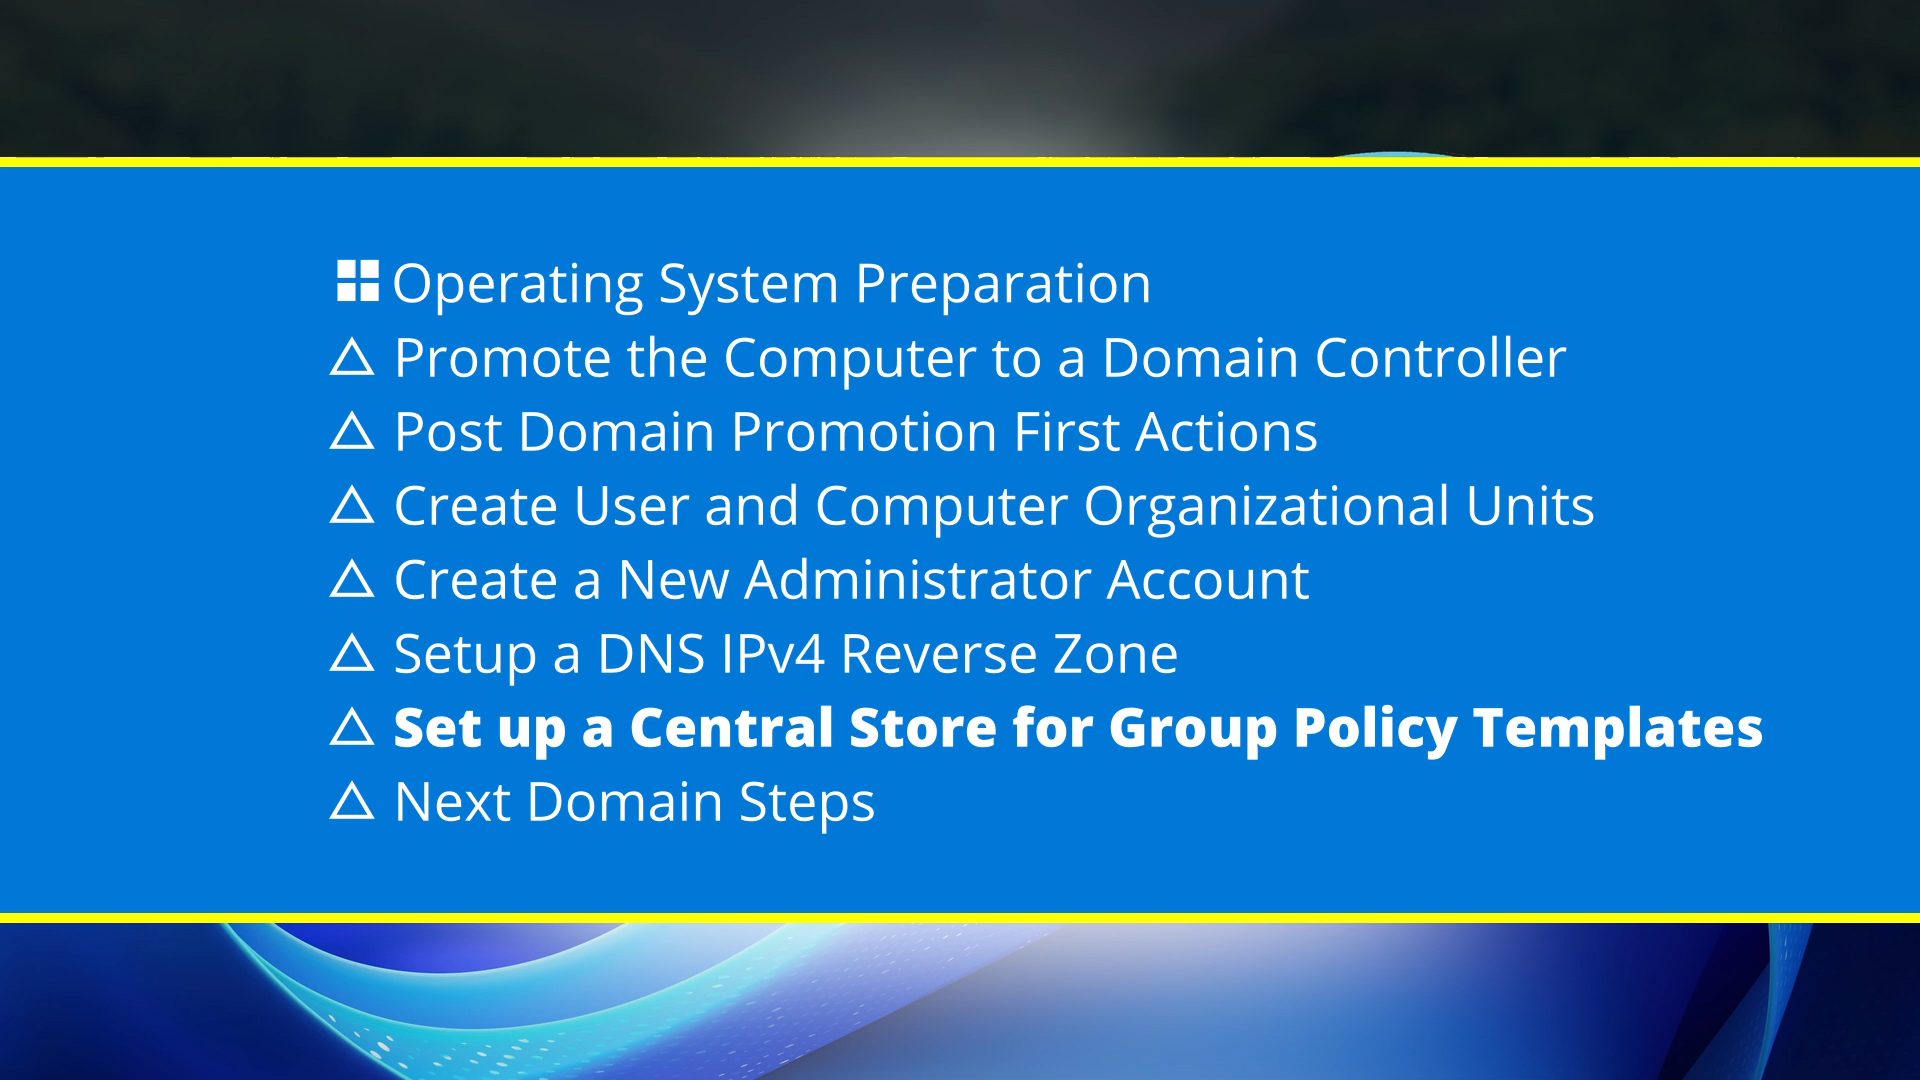 Operating System Preparation
△ Promote the Computer to a Domain Controller
△ Post Domain Promotion First Actions
△ Create User and Computer Organizational Units
△ Create a New Administrator Account
△ Setup a DNS IPv4 Reverse Zone
△ Set up a Central Store for Group Policy Templates
△ Next Domain Steps